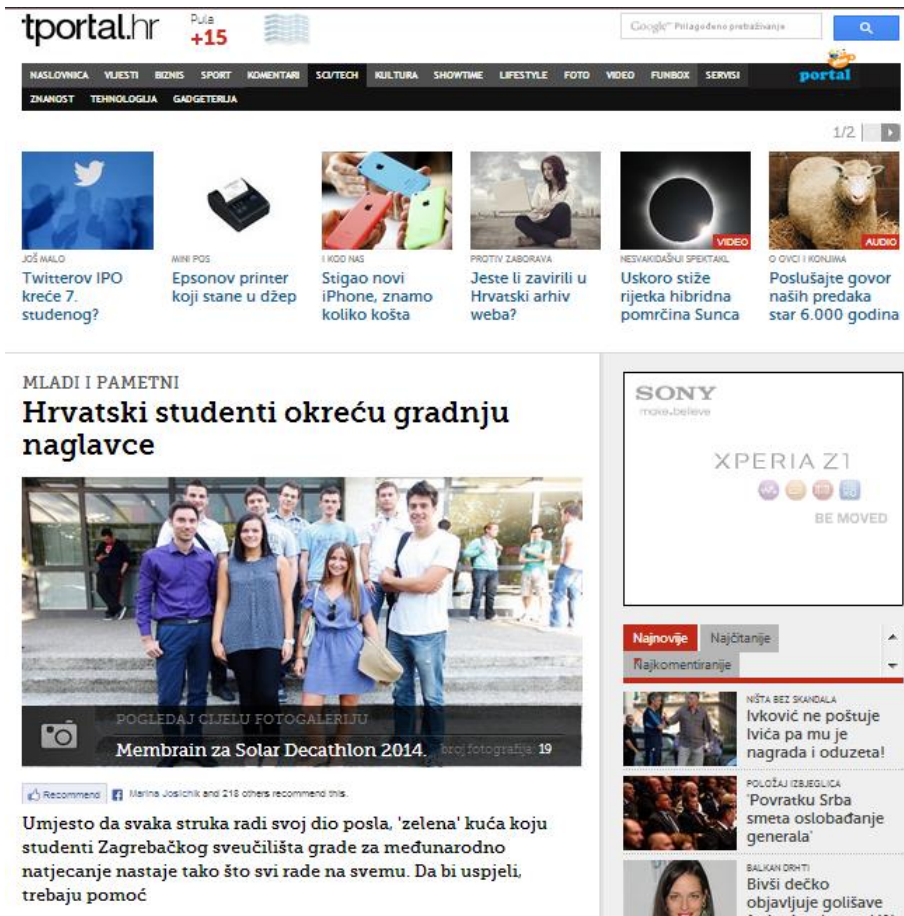 tportal.hr
Pula
+15
Google™ Prilagođeno pretraživanje
NASLOVNICA VIJESTI BIZNIS SPORT KOMENTARI SCI/TECH KULTURA SHOWTIME LIFESTYLE FOTO VIDEO FUNBOX SERVISI
portal
ZNANOST TEHNOLOGIJA GADGETERIJA
1/2
VIDEO
AUDIO
JOŠ MALO
Twitterov IPO
kreće 7.
studenog?
MINI POS
Epsonov printer
koji stane u džep
I KOD NAS
Stigao novi
iPhone, znamo
koliko košta
PROTIV ZABORAVA
Jeste li zavirili u
Hrvatski arhiv
weba?
NESVAKIDAŠNJI SPEKTAKL
Uskoro stiže
rijetka hibridna
pomrčina Sunca
O OVCI I KONJIMA
Poslušajte govor
naših predaka
star 6.000 godina
MLADI I PAMETNI
Hrvatski studenti okreću gradnju
naglavce
POGLEDAJ CIJELU FOTOGALERIJU
Membrain za Solar Decathlon 2014. broj fotografija: 19
Recommend Marina Josichik and 218 others recommend this.
Umjesto da svaka struka radi svoj dio posla, 'zelena' kuća koju
studenti Zagrebačkog sveučilišta grade za međunarodno
natjecanje nastaje tako što svi rade na svemu. Da bi uspjeli,
trebaju pomoć
SONY
make.believe
XPERIA Z1
BE MOVED
Najnovije Najčitanije
Najkomentiranije
NIŠTA BEZ SKANDALA
Ivković ne poštuje
Ivića pa mu je
nagrada i oduzeta!
POLOŽAJ IZBJEGLICA
'Povratku Srba
smeta oslobađanje
generala'
BALKAN DRHTI
Bivši dečko
objavljuje golišave